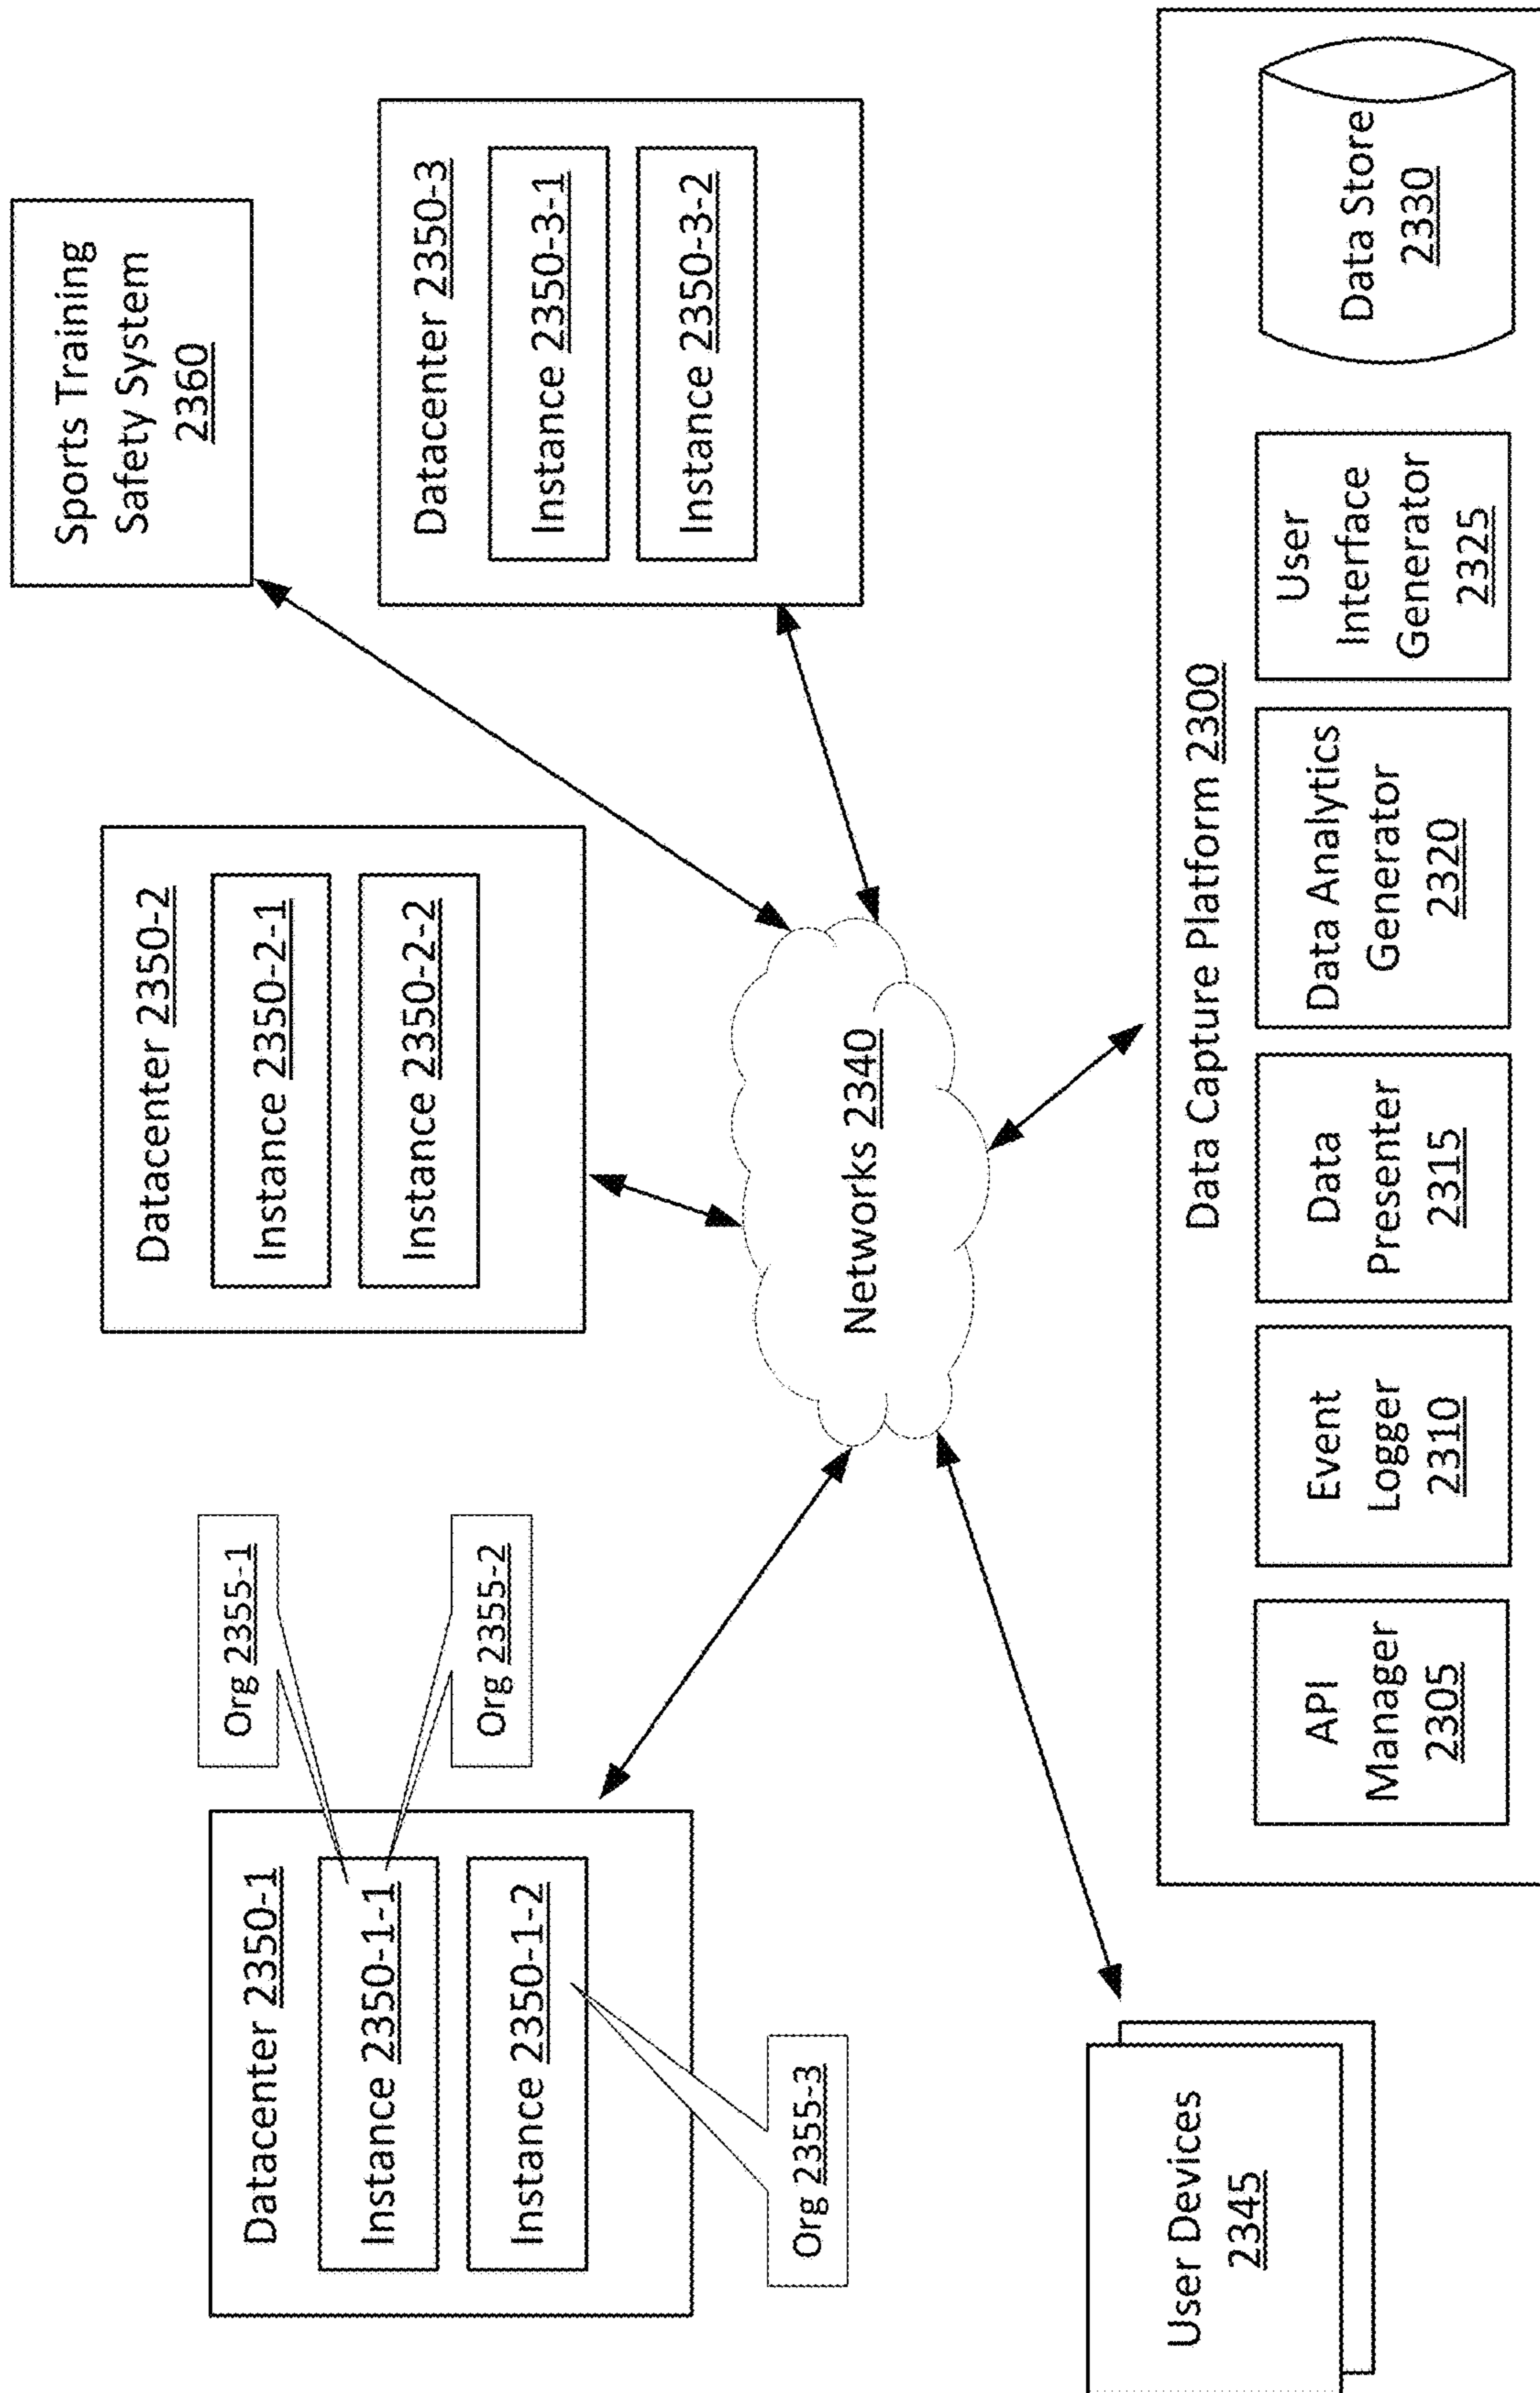 Sports Training
Safety System
2360
Datacenter 2350-2
Instance 2350-2-1
Instance 2350-2-2
Org 2355-1
Org 2355-2
Datacenter 2350-1
Instance 2350-1-1
Instance 2350-1-2
Org 2355-3
Datacenter 2350-3
Instance 2350-3-1
Instance 2350-3-2
Networks 2340
User Devices
2345
Data Capture Platform 2300
API
Manager
2305
Event
Logger
2310
Data
Presenter
2315
Data Analytics
Generator
2320
User
Interface
Generator
2325
Data Store
2330